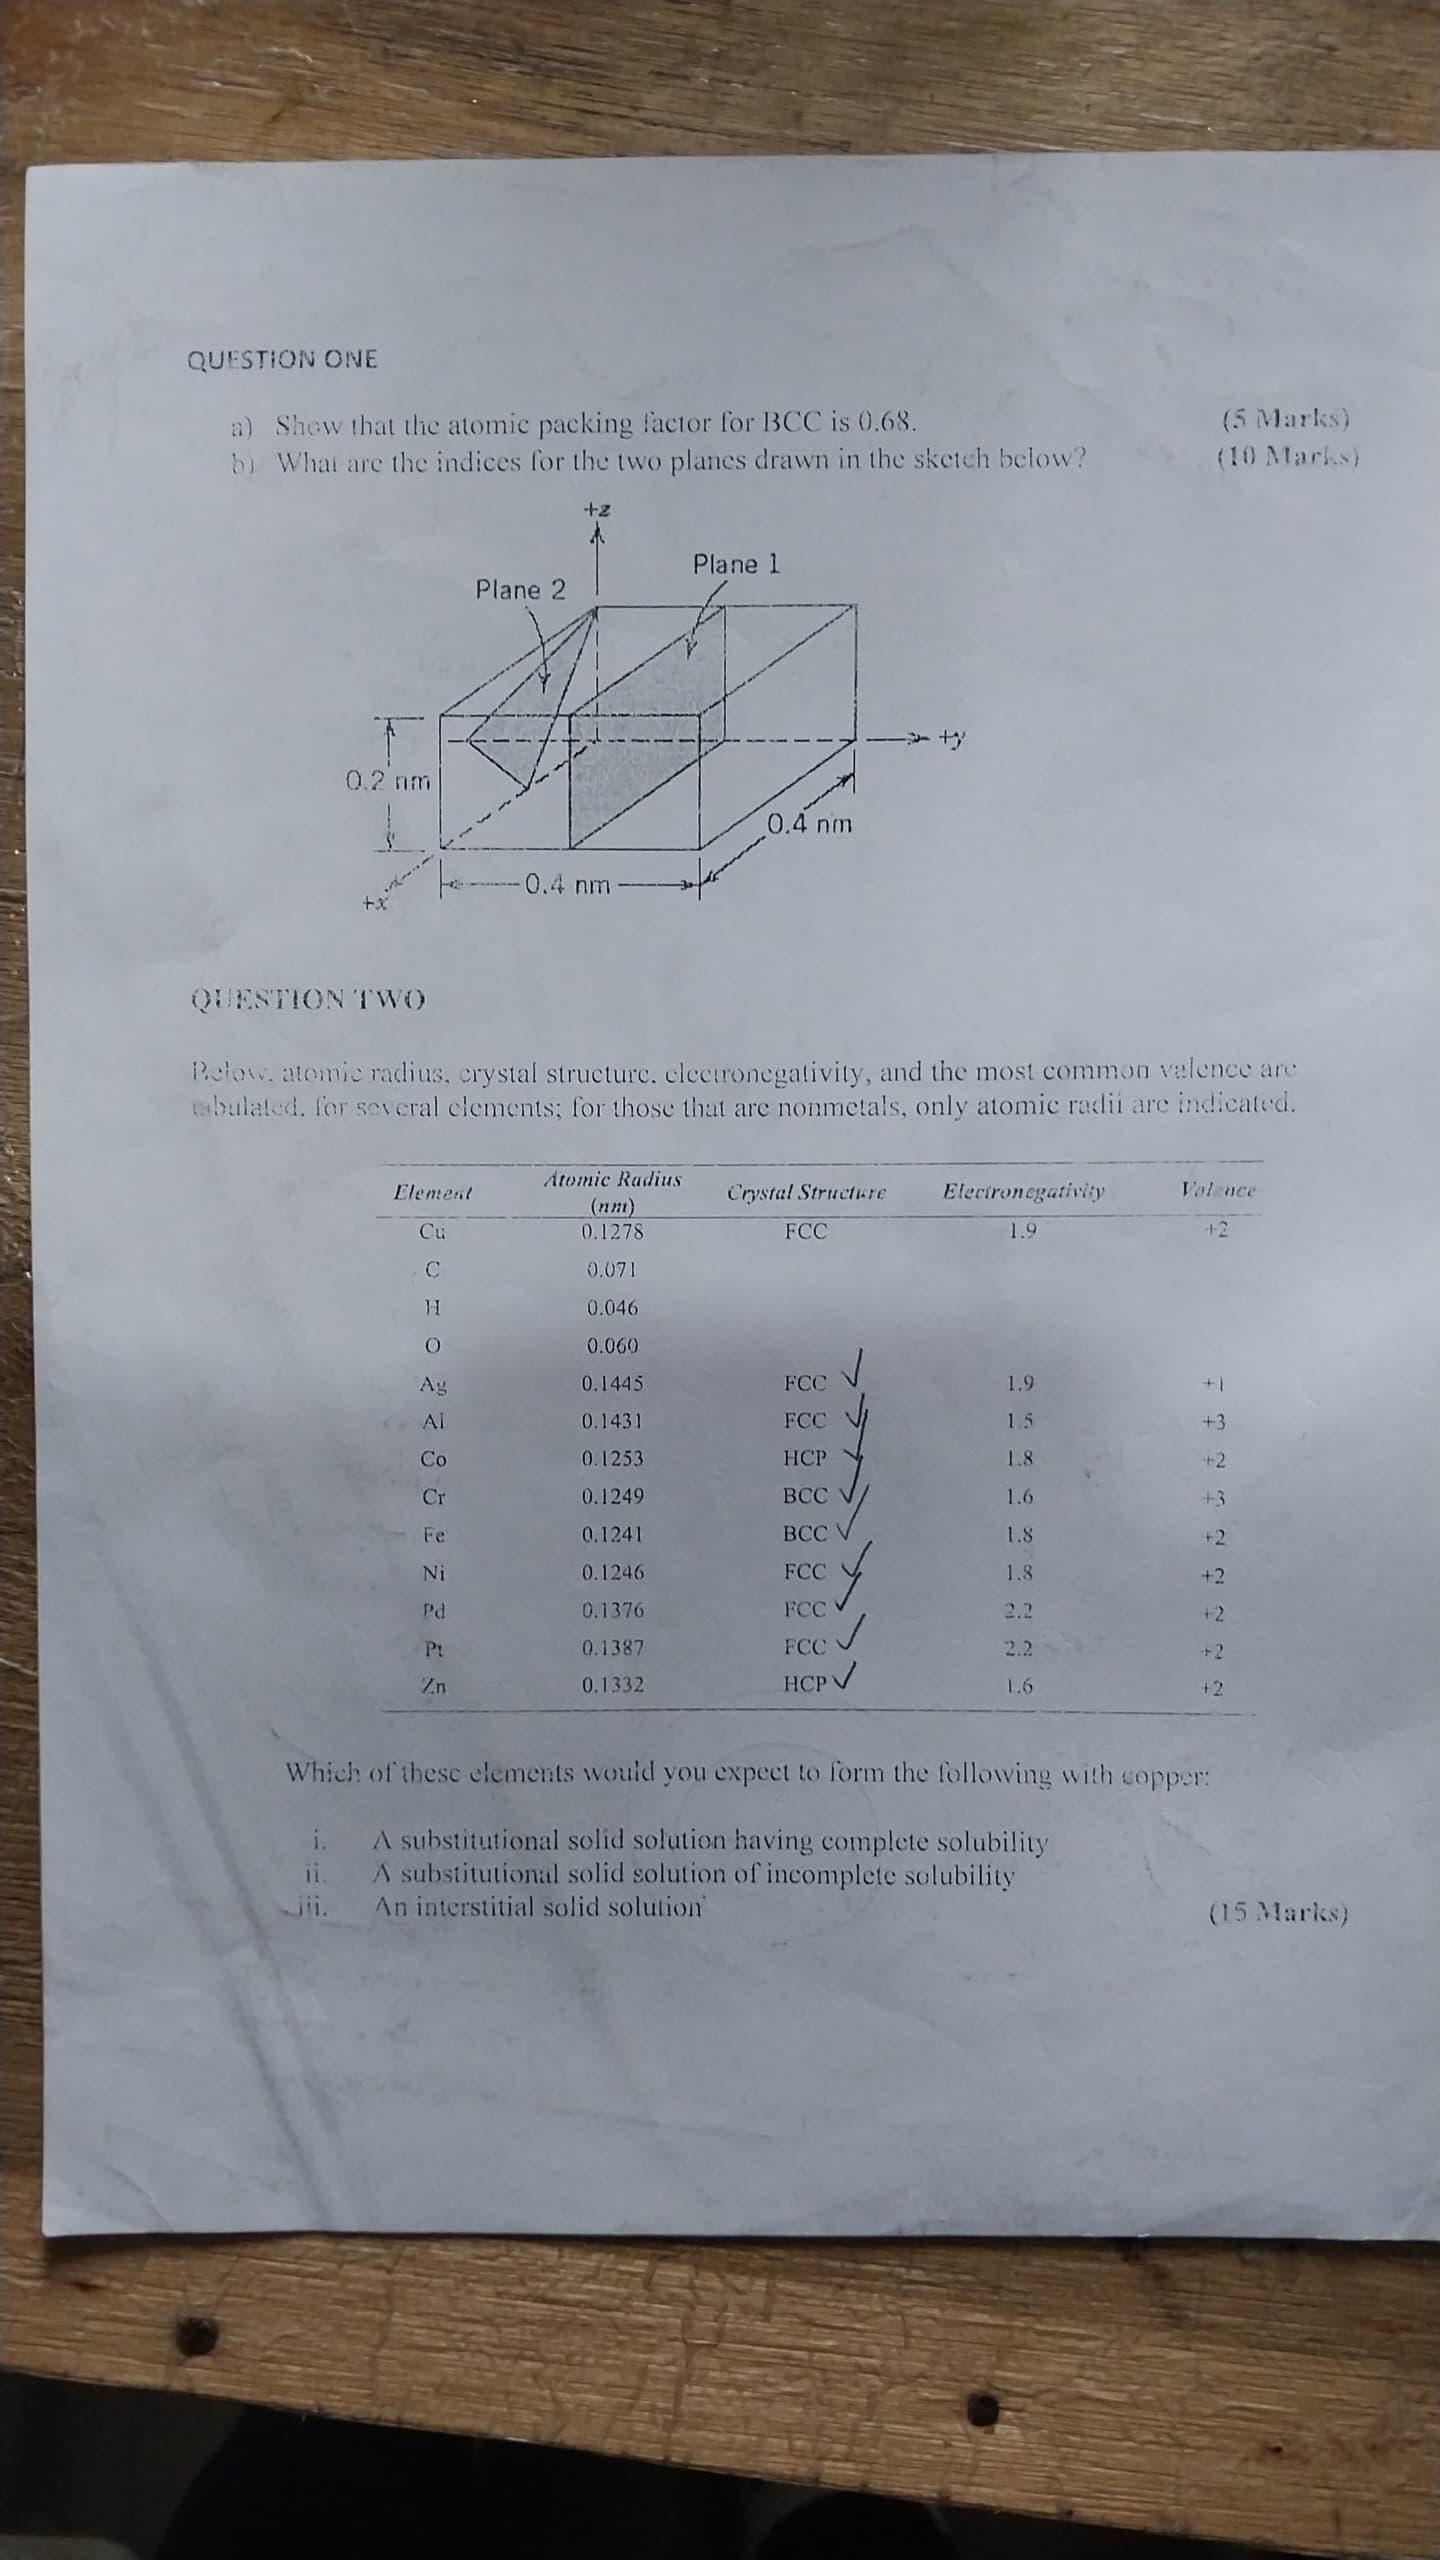 QUESTION ONE
a) Show that the atomic packing factor for BCC is 0.68. (5 Marks)
b) What are the indices for the two planes drawn in the sketch below? (10 Marks)
+z
Plane 1
Plane 2
+y
0.2 nm
0.4 nm
0.4 nm
+x
QUESTION TWO
Below, atomic radius, crystal structure, electronegativity, and the most common valence are
tabulated, for several elements; for those that are nonmetals, only atomic radii are indicated.
Element Atomic Radius (nm) Crystal Structure Electronegativity Valence
Cu 0.1278 FCC 1.9 +2
C 0.071
H 0.046
O 0.060
Ag 0.1445 FCC ✓ 1.9 +1
Al 0.1431 FCC ✓ 1.5 +3
Co 0.1253 HCP ✓ 1.8 +2
Cr 0.1249 BCC ✓ 1.6 +3
Fe 0.1241 BCC ✓ 1.8 +2
Ni 0.1246 FCC ✓ 1.8 +2
Pd 0.1376 FCC ✓ 2.2 +2
Pt 0.1387 FCC ✓ 2.2 +2
Zn 0.1332 HCP ✓ 1.6 +2
Which of these elements would you expect to form the following with copper:
i. A substitutional solid solution having complete solubility
ii. A substitutional solid solution of incomplete solubility
iii. An interstitial solid solution (15 Marks)